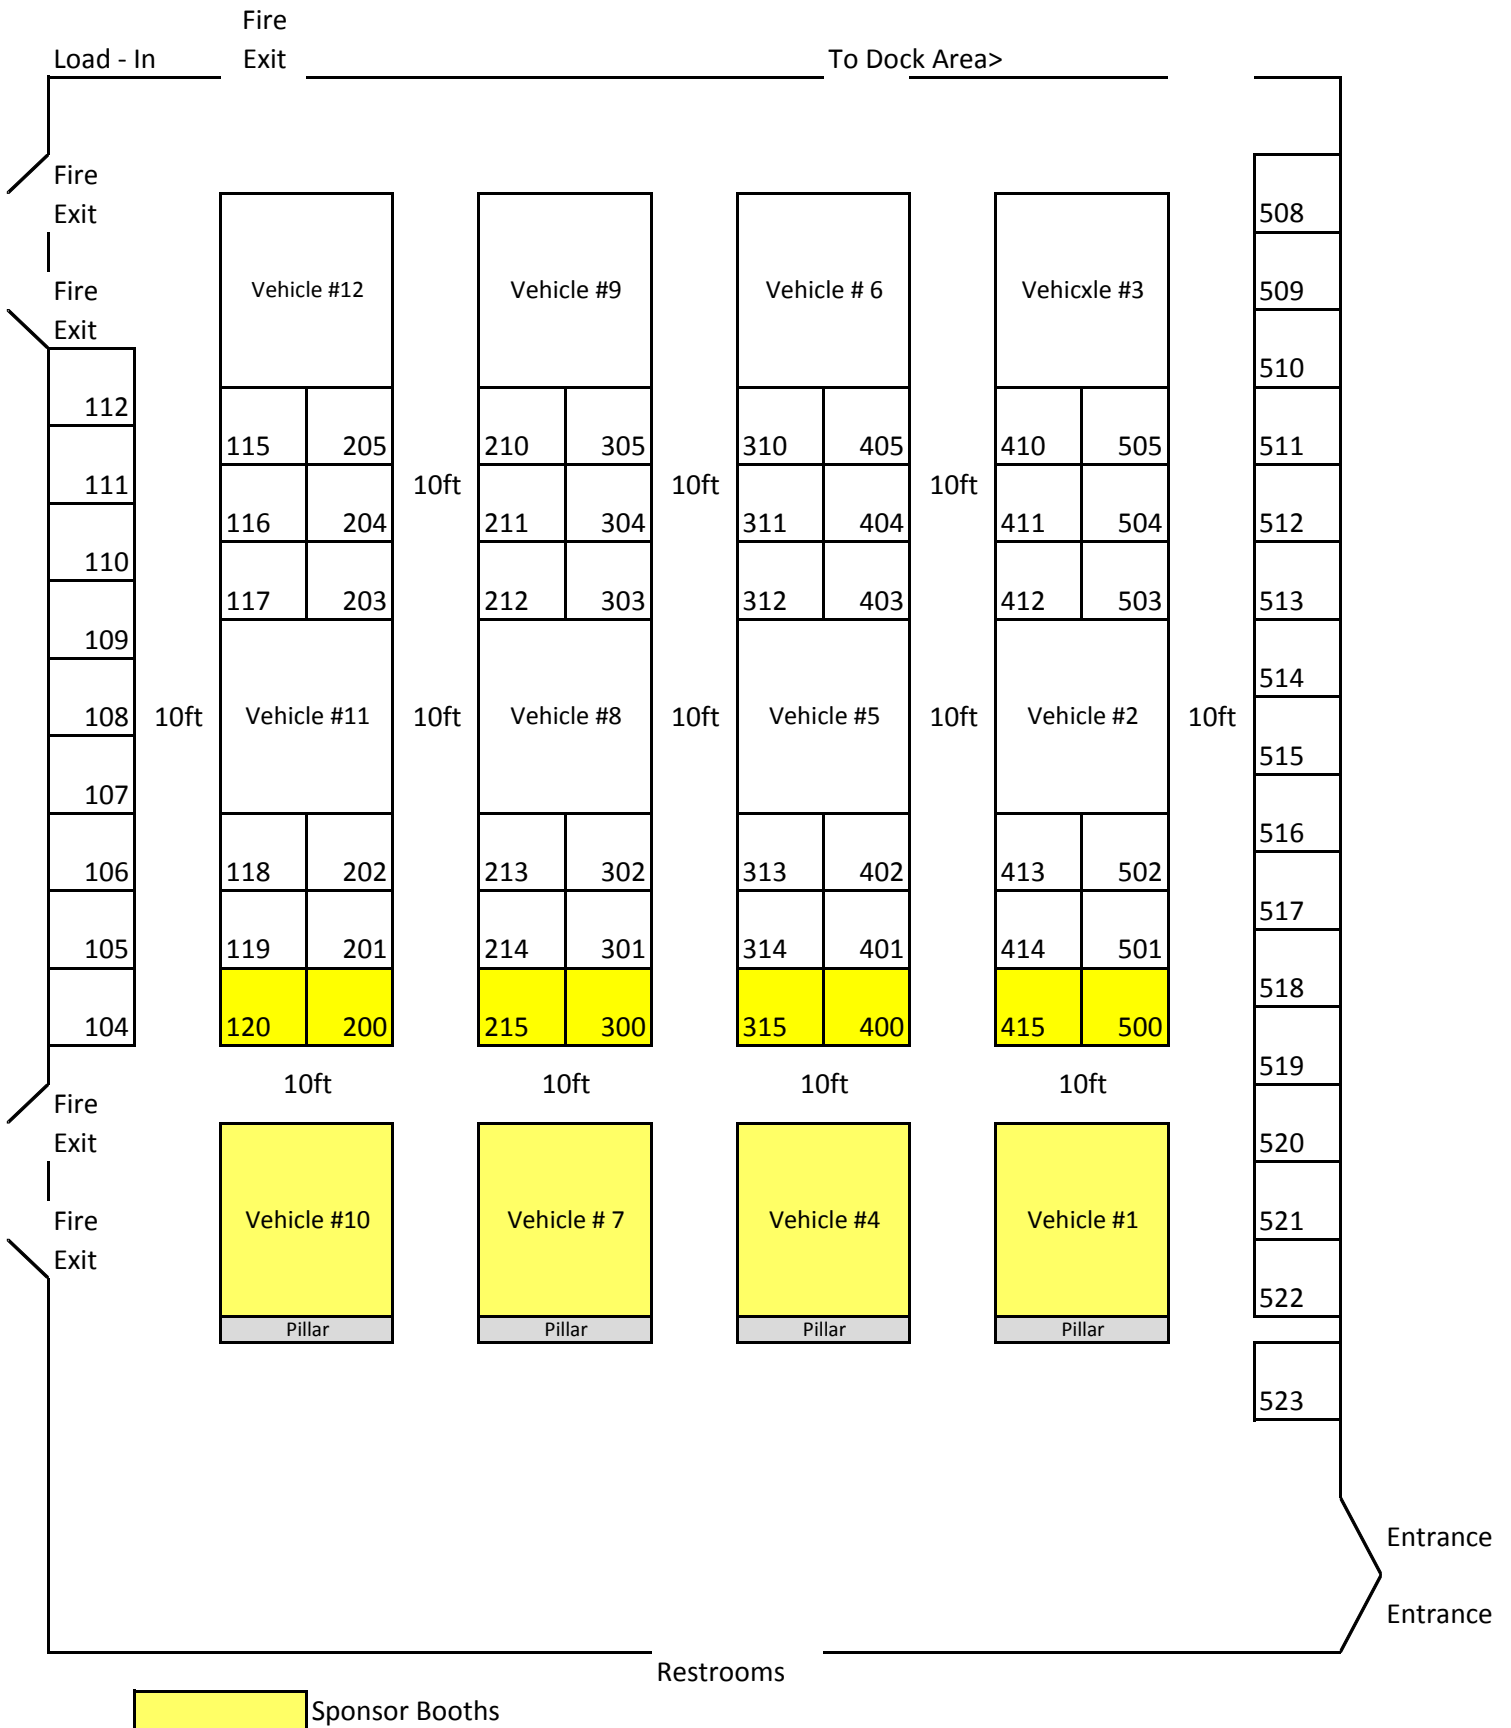 Fire
Load - In Exit To Dock Area>
Fire
Exit 508
Fire Vehicle #12 Vehicle #9 Vehicle # 6 Vehicxle #3 509
Exit
510
112
115 205 210 305 310 405 410 505 511
111 10ft 10ft 10ft
116 204 211 304 311 404 411 504 512
110
117 203 212 303 312 403 412 503 513
109
514
108 10ft Vehicle #11 10ft Vehicle #8 10ft Vehicle #5 10ft Vehicle #2 10ft
515
107
516
106 118 202 213 302 313 402 413 502
517
105 119 201 214 301 314 401 414 501
518
104 120 200 215 300 315 400 415 500
519
10ft 10ft 10ft 10ft
Fire
Exit 520
Fire Vehicle #10 Vehicle # 7 Vehicle #4 Vehicle #1 521
Exit
522
Pillar Pillar Pillar Pillar
523
Entrance
Entrance
Restrooms
Sponsor Booths